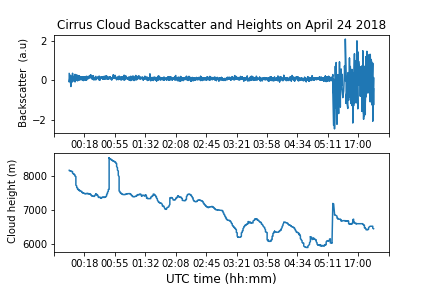 Cirrus Cloud Backscatter and Heights on April 24 2018
Backscatter (a.u)
2
0
−2
00:18 00:55 01:32 02:08 02:45 03:21 03:58 04:34 05:11 17:00
Cloud height (m)
8000
7000
6000
00:18 00:55 01:32 02:08 02:45 03:21 03:58 04:34 05:11 17:00
UTC time (hh:mm)